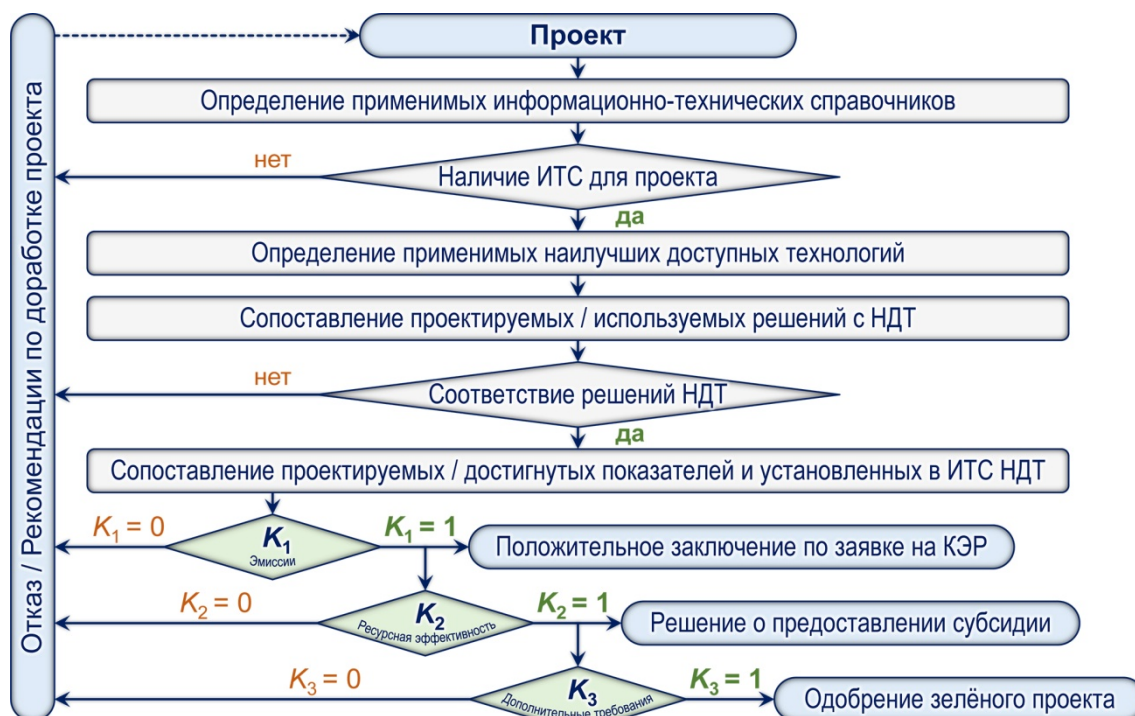 Проект
Определение применимых информационно-технических справочников
нет
Наличие ИТС для проекта
да
Определение применимых наилучших доступных технологий
Сопоставление проектируемых / используемых решений с НДТ
нет
Соответствие решений НДТ
да
Сопоставление проектируемых / достигнутых показателей и установленных в ИТС НДТ
K1 = 0
K1
Эмиссии
K1 = 1
Положительное заключение по заявке на КЭР
K2 = 0
K2
Ресурсная эффективность
K2 = 1
Решение о предоставлении субсидии
K3 = 0
K3
Дополнительные требования
K3 = 1
Одобрение зелёного проекта
Отказ / Рекомендации по доработке проекта